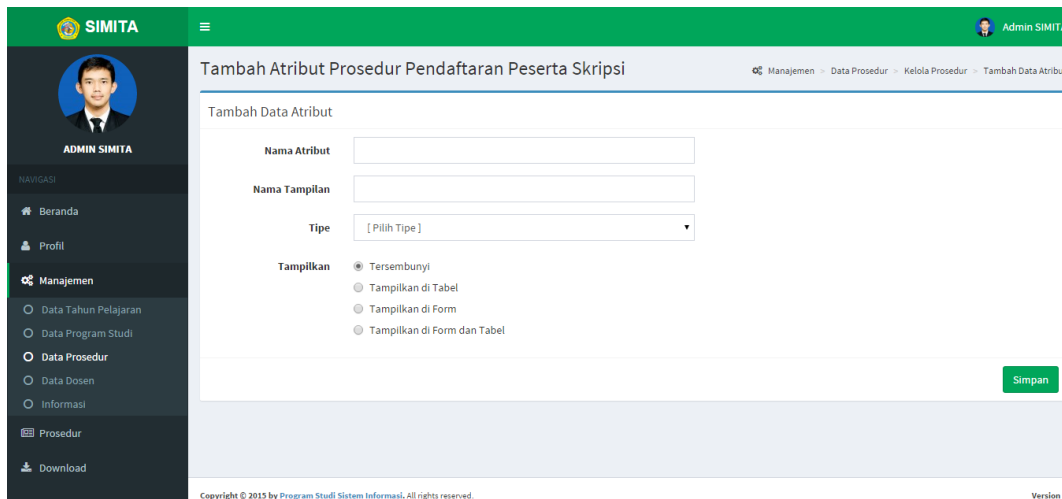 SIMITA
Admin SIMITA
ADMIN SIMITA
NAVIGASI
Beranda
Profil
Manajemen
Data Tahun Pelajaran
Data Program Studi
Data Prosedur
Data Dosen
Informasi
Prosedur
Download
Tambah Atribut Prosedur Pendaftaran Peserta Skripsi
Manajemen > Data Prosedur > Kelola Prosedur > Tambah Data Atribu
Tambah Data Atribut
Nama Atribut
Nama Tampilan
Tipe [ Pilih Tipe ]
Tampilkan Tersembunyi
Tampilkan di Tabel
Tampilkan di Form
Tampilkan di Form dan Tabel
Simpan
Copyright © 2015 by Program Studi Sistem Informasi. All rights reserved.
Version